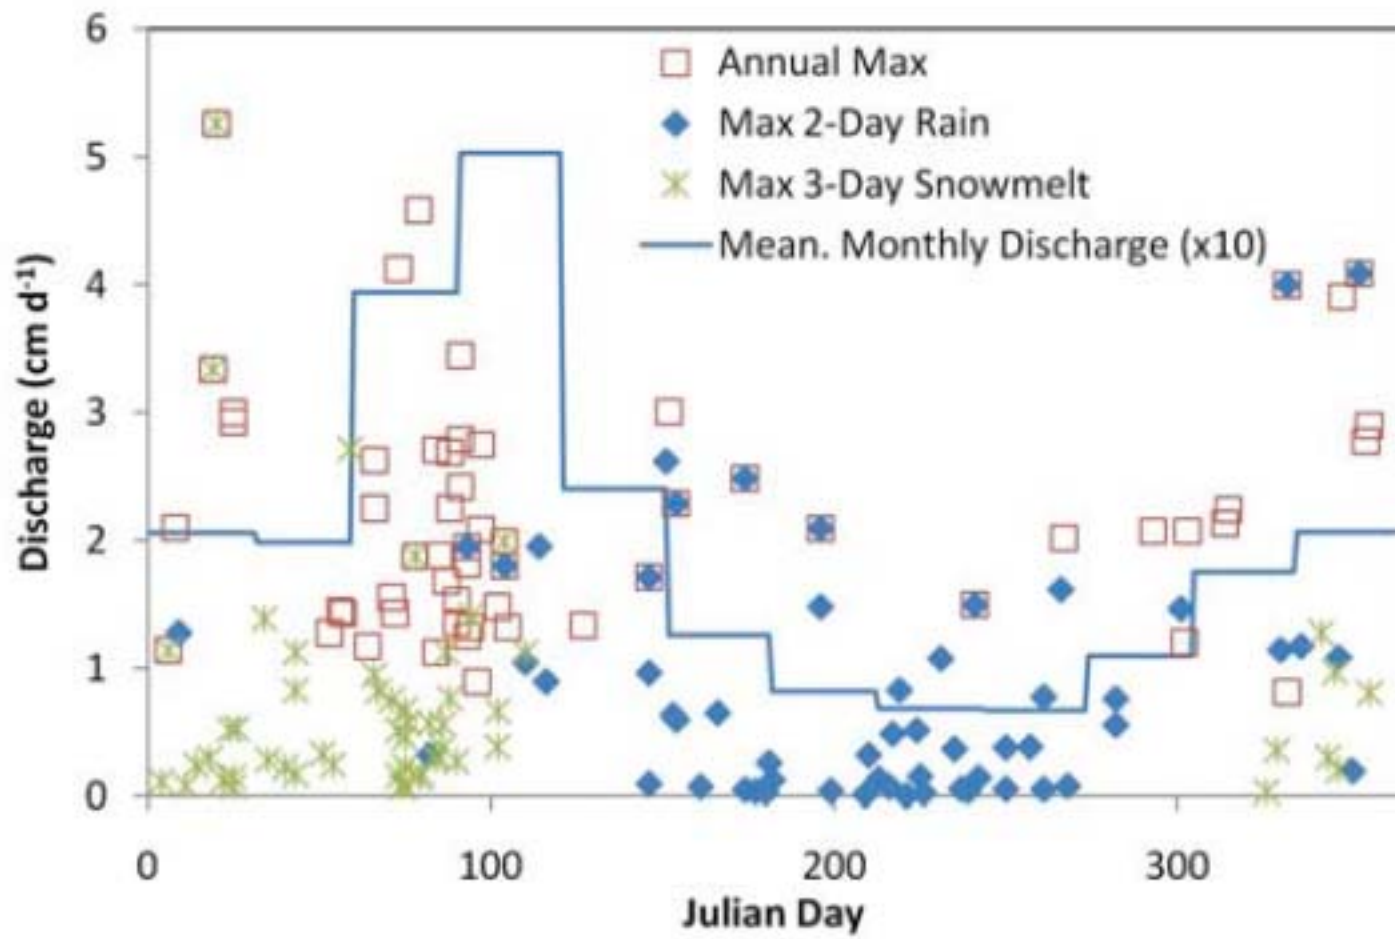 6
5
4
3
2
1
0
Discharge (cm d⁻¹)
Annual Max
Max 2-Day Rain
Max 3-Day Snowmelt
Mean. Monthly Discharge (x10)
0 100 200 300
Julian Day